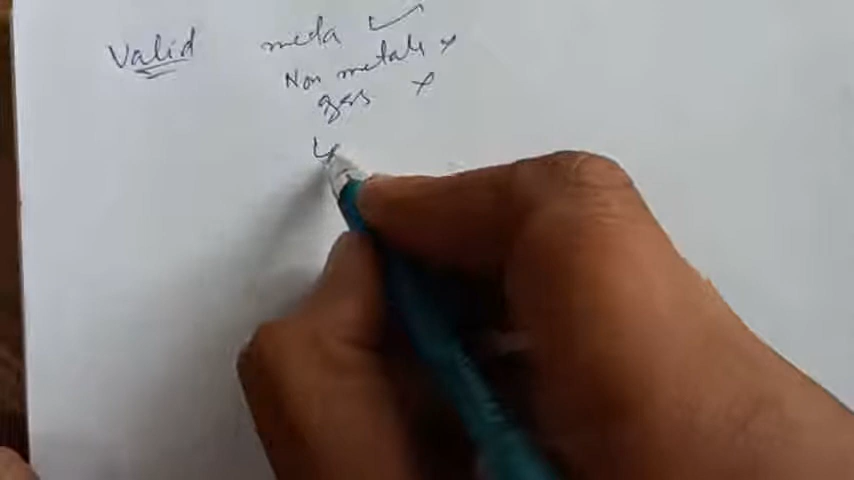 Valid meta ✓
Non metals ×
gas ×